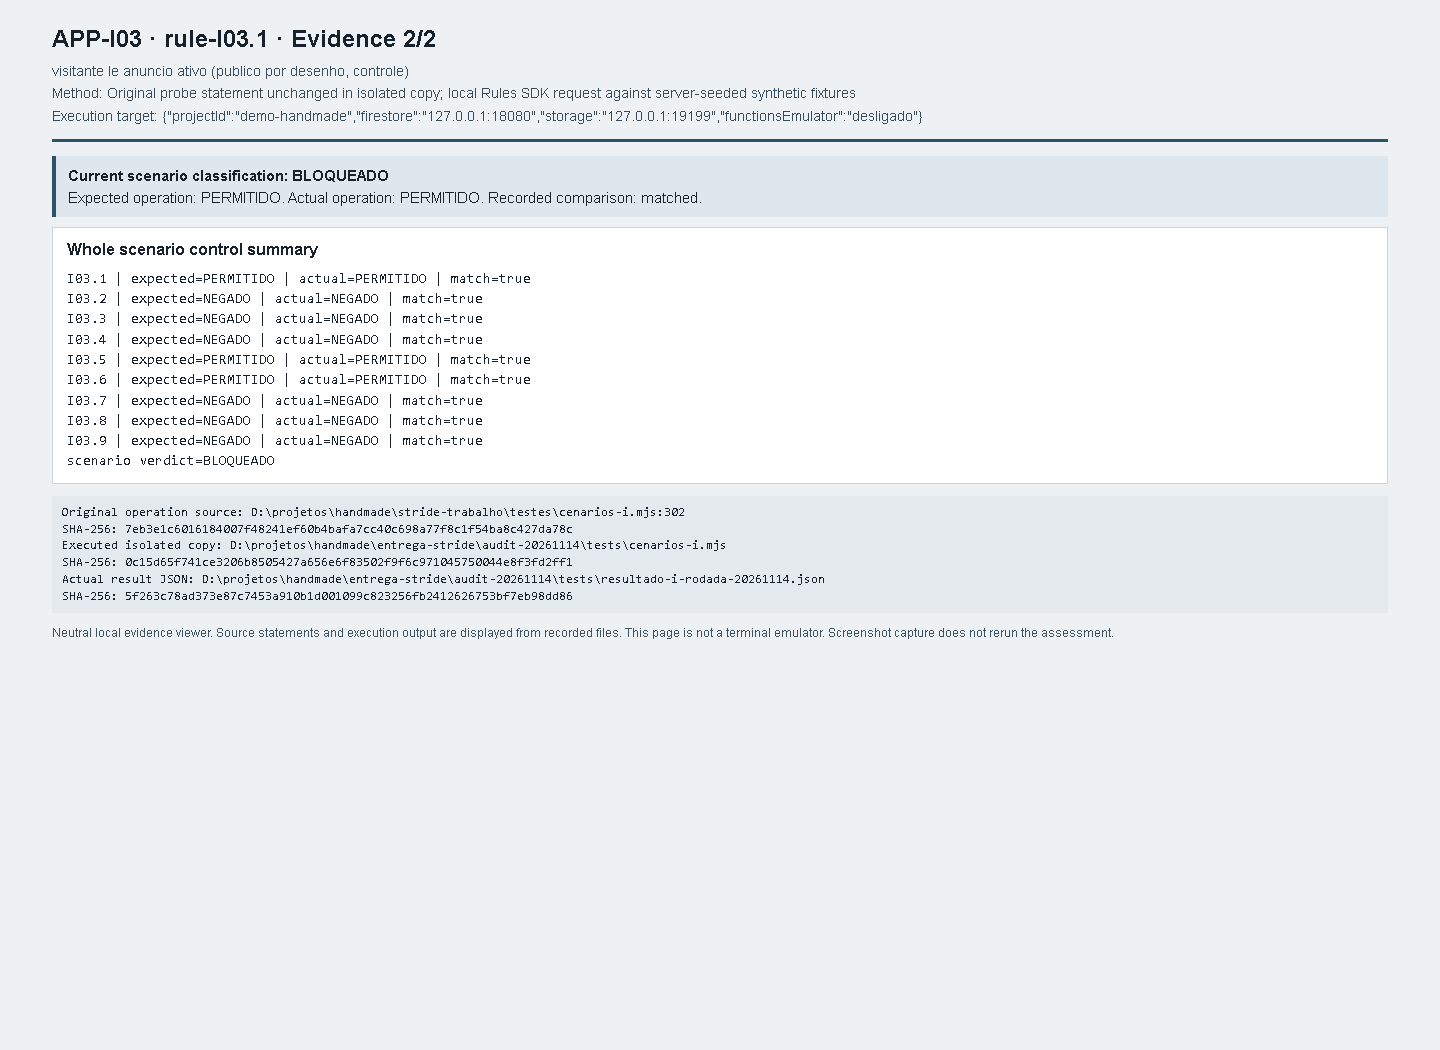 APP-I03 · rule-I03.1 · Evidence 2/2
visitante le anuncio ativo (publico por desenho, controle)
Method: Original probe statement unchanged in isolated copy; local Rules SDK request against server-seeded synthetic fixtures
Execution target: {"projectId":"demo-handmade","firestore":"127.0.0.1:18080","storage":"127.0.0.1:19199","functionsEmulator":"desligado"}
Current scenario classification: BLOQUEADO
Expected operation: PERMITIDO. Actual operation: PERMITIDO. Recorded comparison: matched.
Whole scenario control summary
I03.1 | expected=PERMITIDO | actual=PERMITIDO | match=true
I03.2 | expected=NEGADO | actual=NEGADO | match=true
I03.3 | expected=NEGADO | actual=NEGADO | match=true
I03.4 | expected=NEGADO | actual=NEGADO | match=true
I03.5 | expected=PERMITIDO | actual=PERMITIDO | match=true
I03.6 | expected=PERMITIDO | actual=PERMITIDO | match=true
I03.7 | expected=NEGADO | actual=NEGADO | match=true
I03.8 | expected=NEGADO | actual=NEGADO | match=true
I03.9 | expected=NEGADO | actual=NEGADO | match=true
scenario verdict=BLOQUEADO
Original operation source: D:\projetos\handmade\stride-trabalho\testes\cenarios-i.mjs:302
SHA-256: 7eb3e1c6016184007f48241ef60b4bafa7cc40c698a77f8c1f54ba8c427da78c
Executed isolated copy: D:\projetos\handmade\entrega-stride\audit-20261114\tests\cenarios-i.mjs
SHA-256: 0c15d65f741ce3206b8505427a656e6f83502f9f6c971045750044e8f3fd2ff1
Actual result JSON: D:\projetos\handmade\entrega-stride\audit-20261114\tests\resultado-i-rodada-20261114.json
SHA-256: 5f263c78ad373e87c7453a910b1d001099c823256fb2412626753bf7eb98dd86
Neutral local evidence viewer. Source statements and execution output are displayed from recorded files. This page is not a terminal emulator. Screenshot capture does not rerun the assessment.